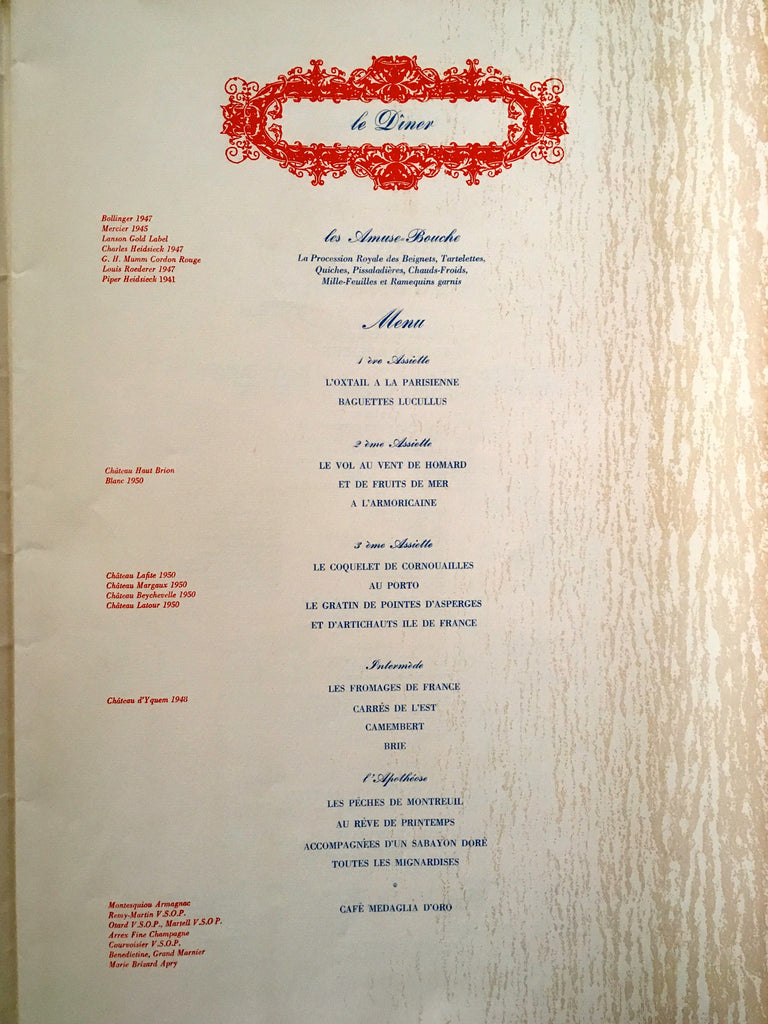 le Dîner
Bollinger 1947
Mercier 1945
Lanson Gold Label
Charles Heidsieck 1947
G. H. Mumm Cordon Rouge
Louis Roederer 1947
Piper Heidsieck 1941
les Amuse-Bouche
La Procession Royale des Beignets, Tartelettes,
Quiches, Pissaladières, Chauds-Froids,
Mille-Feuilles et Ramequins garnis
Menu
1 ère Assiette
L'OXTAIL A LA PARISIENNE
BAGUETTES LUCULLUS
Château Haut Brion
Blanc 1950
2 ème Assiette
LE VOL AU VENT DE HOMARD
ET DE FRUITS DE MER
A L'ARMORICAINE
Château Lafite 1950
Château Margaux 1950
Château Beychevelle 1950
Château Latour 1950
3 ème Assiette
LE COQUELET DE CORNOUAILLES
AU PORTO
LE GRATIN DE POINTES D'ASPERGES
ET D'ARTICHAUTS ILE DE FRANCE
Château d'Yquem 1948
Intermède
LES FROMAGES DE FRANCE
CARRÉS DE L'EST
CAMEMBERT
BRIE
l'Apothéose
LES PÊCHES DE MONTREUIL
AU RÊVE DE PRINTEMPS
ACCOMPAGNÉES D'UN SABAYON DORÉ
TOUTES LES MIGNARDISES
CAFÉ MEDAGLIA D'ORO
Montesquiou Armagnac
Remy-Martin V.S.O.P.
Otard V.S.O.P., Martell V.S.O P.
Arrex Fine Champagne
Courvoisier V.S.O.P.
Benedictine, Grand Marnier
Marie Brizard Apry